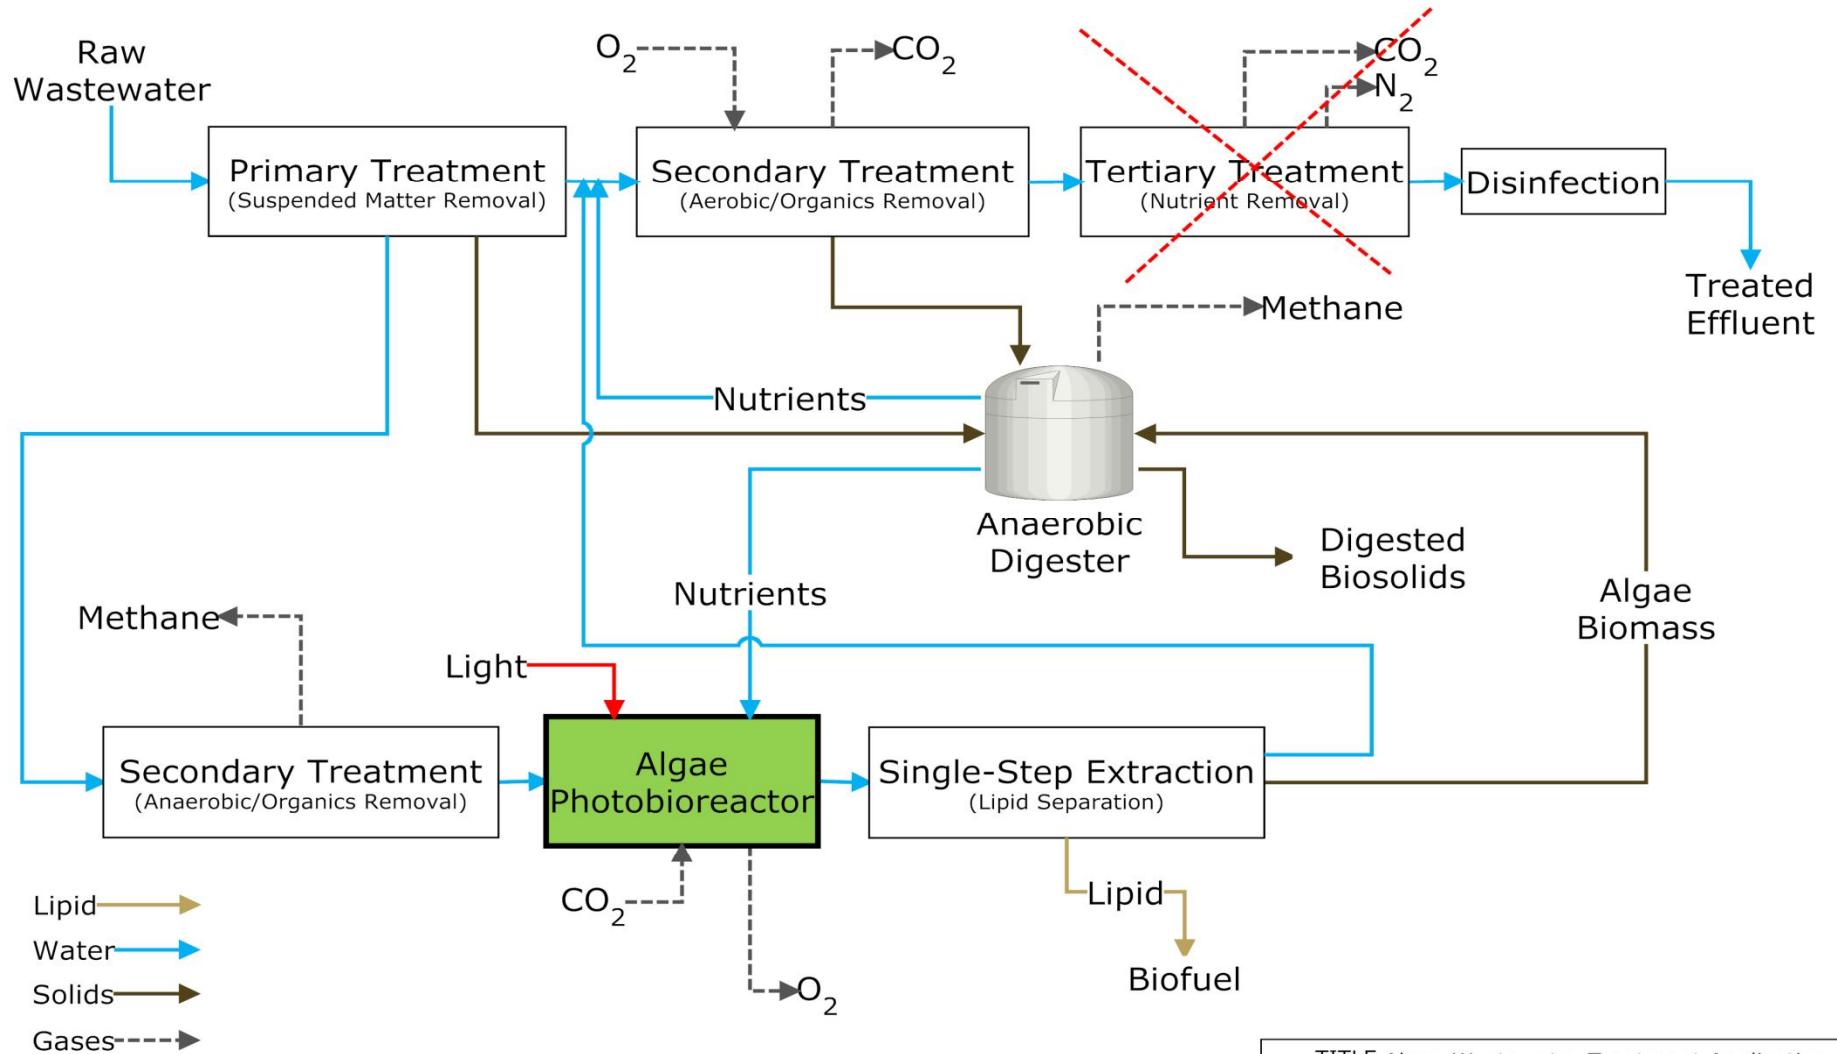 Raw
Wastewater
O2
CO2
CO2
N2
Primary Treatment
(Suspended Matter Removal)
Secondary Treatment
(Aerobic/Organics Removal)
Tertiary Treatment
(Nutrient Removal)
Disinfection
Treated
Effluent
Methane
Nutrients
Anaerobic
Digester
Digested
Biosolids
Nutrients
Algae
Biomass
Methane
Light
Secondary Treatment
(Anaerobic/Organics Removal)
Algae
Photobioreactor
Single-Step Extraction
(Lipid Separation)
CO2
O2
Lipid
Biofuel
Lipid
Water
Solids
Gases
TITLE